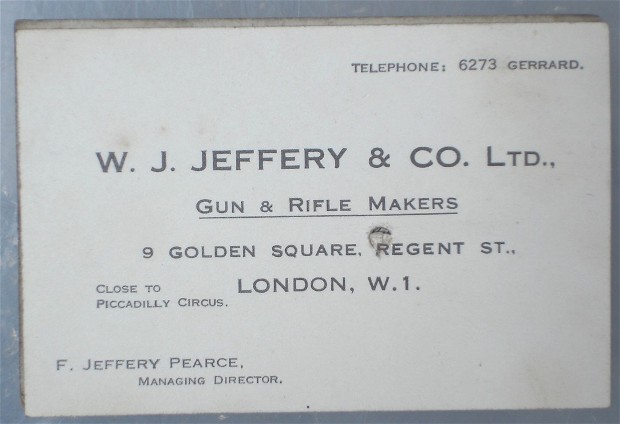 TELEPHONE: 6273 GERRARD.
W. J. JEFFERY & CO. LTD.,
GUN & RIFLE MAKERS
9 GOLDEN SQUARE, REGENT ST.,
CLOSE TO LONDON, W.1.
PICCADILLY CIRCUS.
F. JEFFERY PEARCE,
MANAGING DIRECTOR.